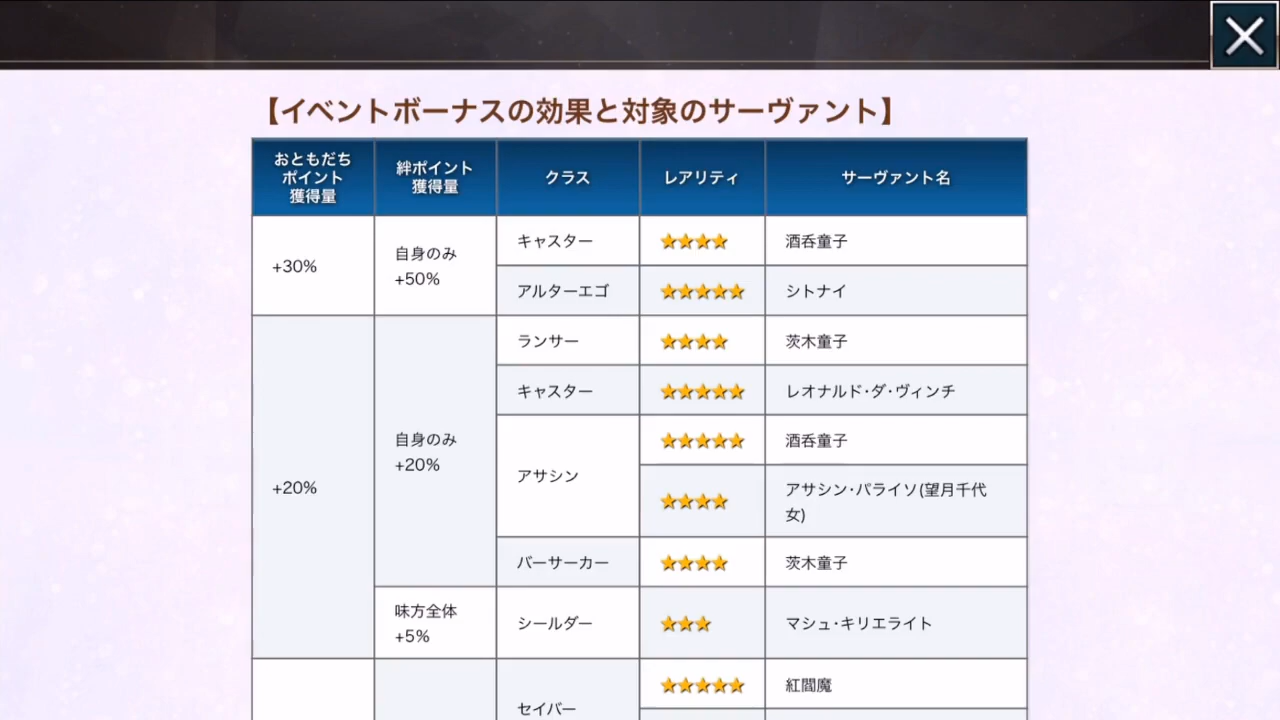 【イベントボーナスの効果と対象のサーヴァント】
おともだち
ポイント
獲得量
絆ポイント
獲得量
クラス
レアリティ
サーヴァント名
+30%
自身のみ
+50%
キャスター
★★★★
酒呑童子
アルターエゴ
★★★★★
シトナイ
+20%
自身のみ
+20%
ランサー
★★★★
茨木童子
キャスター
★★★★★
レオナルド・ダ・ヴィンチ
アサシン
★★★★★
酒呑童子
★★★★
アサシン・パライソ(望月千代
女)
バーサーカー
★★★★
茨木童子
味方全体
+5%
シールダー
★★★
マシュ・キリエライト
セイバー
★★★★★
紅閻魔